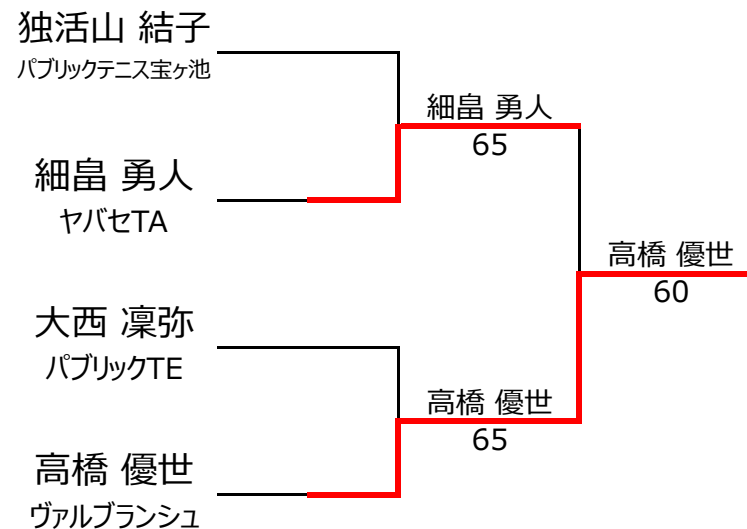 独活山 結子
パブリックテニス宝ヶ池
細畠 勇人
65
細畠 勇人
ヤバセTA
高橋 優世
60
大西 凜弥
パブリックTE
高橋 優世
65
高橋 優世
ヴァルブランシュ